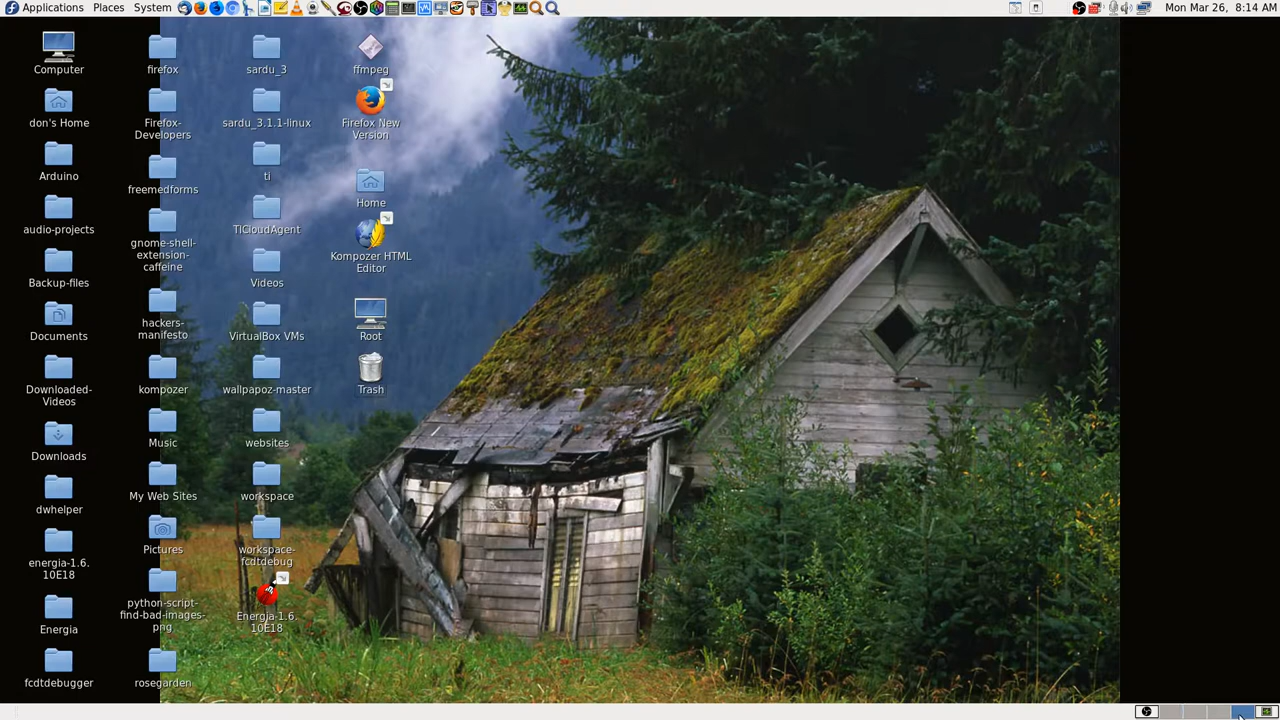 Applications Places System Mon Mar 26, 8:14 AM
Computer
don's Home
Arduino
audio-projects
Backup-files
Documents
Downloaded-
Videos
Downloads
dwhelper
energia-1.6.
10E18
Energia
fcdtdebugger
firefox
Firefox-
Developers
freemedforms
gnome-shell-
extension-
caffeine
hackers-
manifesto
kompozer
Music
My Web Sites
Pictures
python-script-
find-bad-images-
png
rosegarden
sardu_3
sardu_3.1.1-linux
ti
TICloudAgent
Videos
VirtualBox VMs
wallpapoz-master
websites
workspace
workspace-
fcdtdebug
Energia-1.6.
10E18
ffmpeg
Firefox New
Version
Home
Kompozer HTML
Editor
Root
Trash